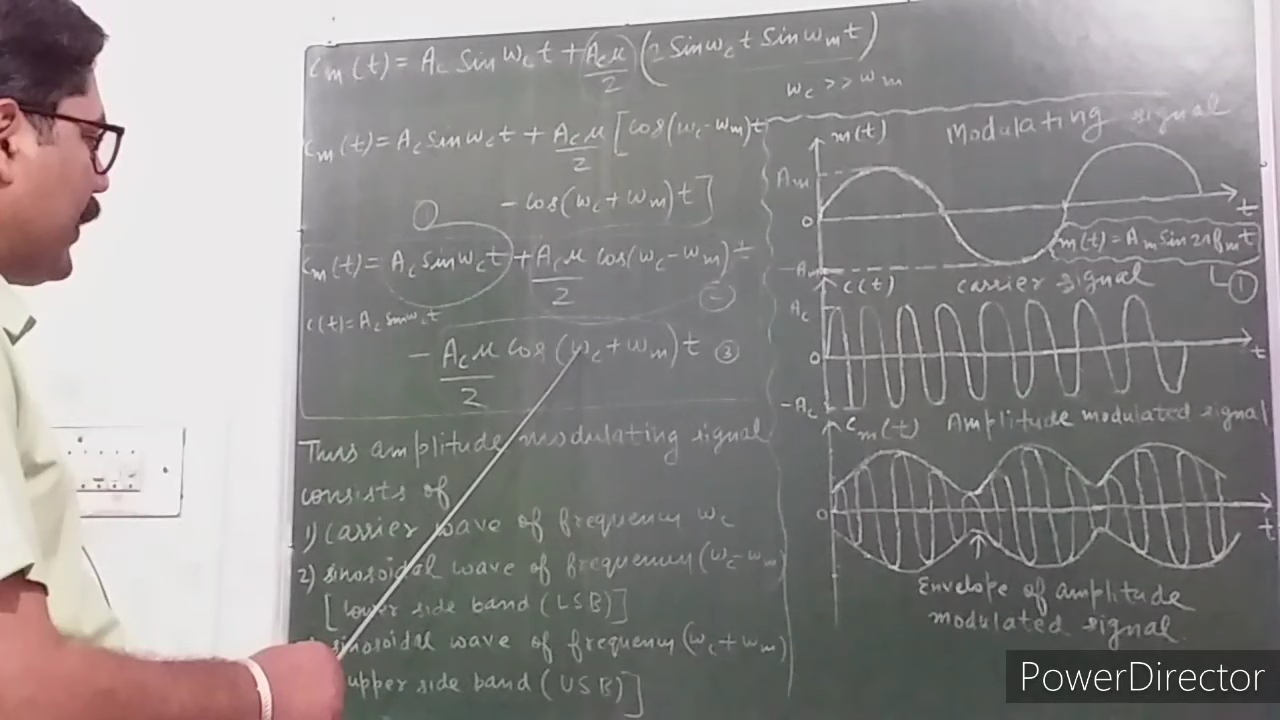 Cm(t) = Ac sin ωct + Acμ/2 (2 sin ωct sin ωmt)
ωc >> ωm
Cm(t) = Ac sin ωct + Acμ/2 [cos(ωc-ωm)t
- cos(ωc+ωm)t]
①
Cm(t) = Ac sin ωct + Acμ/2 cos(ωc-ωm)t
②
c(t) = Ac sin ωct
- Acμ/2 cos(ωc+ωm)t ③
Thus amplitude modulating signal
consists of
1) Carrier wave of frequency ωc
2) sinosoidal wave of frequency (ωc-ωm)
[lower side band (LSB)]
sinosoidal wave of frequency (ωc+ωm)
upper side band (USB)]
m(t) Modulating signal
Am
0
t
m(t) = Am sin 2πfmt
-Am
①
c(t) carrier signal
Ac
0
t
-Ac
Cm(t) Amplitude modulated signal
0
t
Envelope of amplitude
modulated signal.
PowerDirector